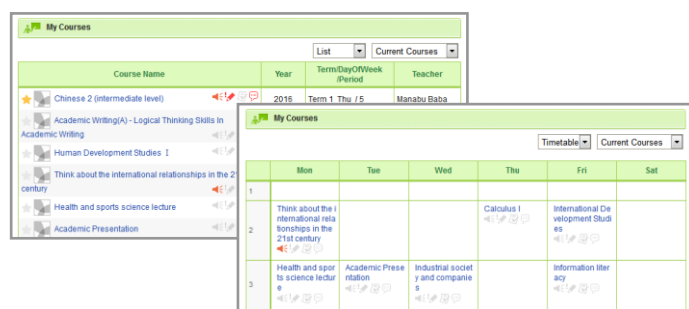 My Courses
List Current Courses
Course Name Year Term/DayOfWeek /Period Teacher
Chinese 2 (intermediate level) 2016 Term 1 Thu / 5 Manabu Baba
Academic Writing(A) - Logical Thinking Skills In
Academic Writing
Human Development Studies I
Think about the international relationships in the 21
century
Health and sports science lecture
Academic Presentation
My Courses
Timetable Current Courses
Mon Tue Wed Thu Fri Sat
1
2
Think about the i
nternational rela
tionships in the
21st century
Calculus I
International De
velopment Studi
es
3
Health and spor
ts science lectur
e
Academic Prese
ntation
Industrial societ
y and companie
s
Information liter
acy